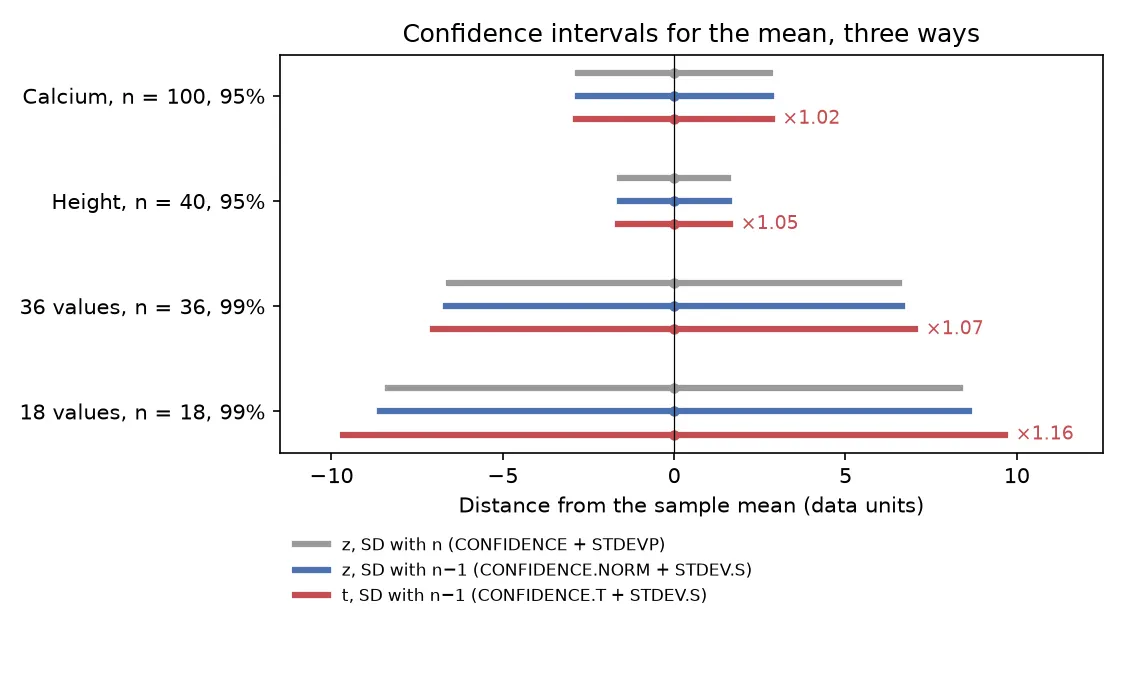 Confidence intervals for the mean, three ways
Calcium, n = 100, 95%
×1.02
Height, n = 40, 95%
×1.05
36 values, n = 36, 99%
×1.07
18 values, n = 18, 99%
×1.16
−10 −5 0 5 10
Distance from the sample mean (data units)
z, SD with n (CONFIDENCE + STDEVP)
z, SD with n−1 (CONFIDENCE.NORM + STDEV.S)
t, SD with n−1 (CONFIDENCE.T + STDEV.S)